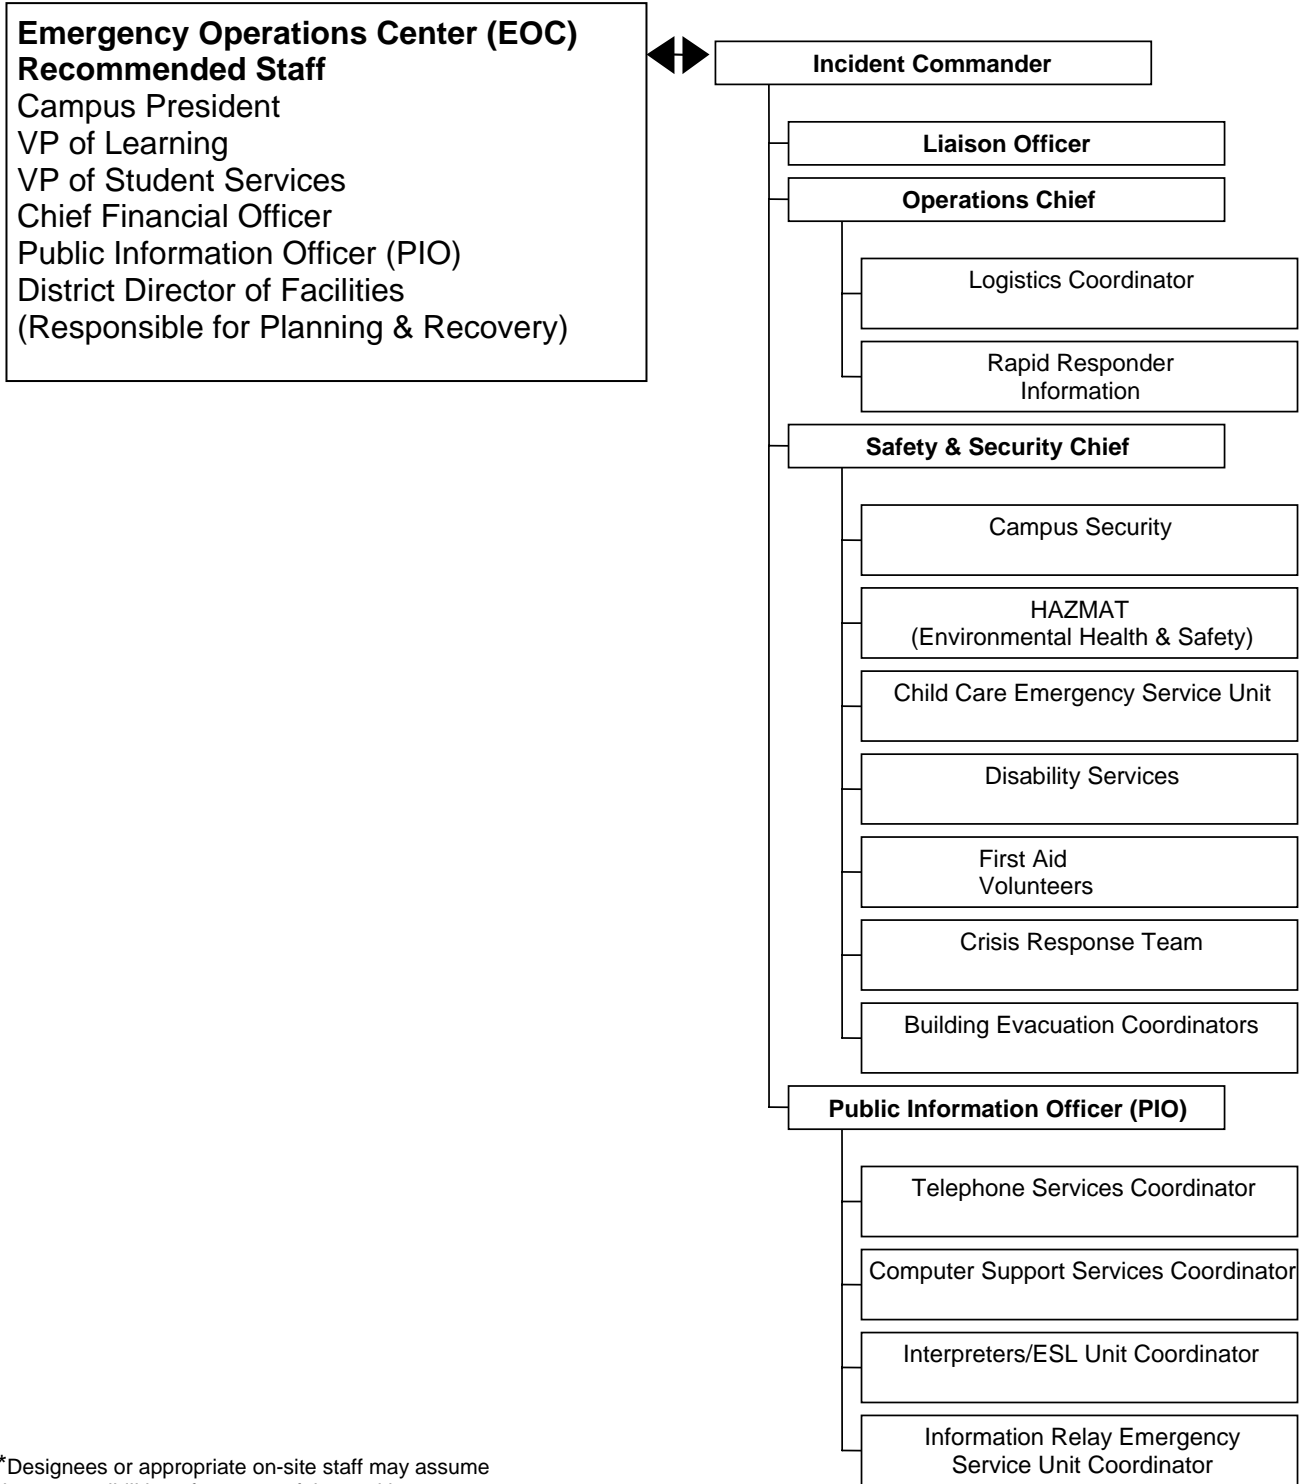 Emergency Operations Center (EOC)
Recommended Staff
Campus President
VP of Learning
VP of Student Services
Chief Financial Officer
Public Information Officer (PIO)
District Director of Facilities
(Responsible for Planning & Recovery)
Incident Commander
Liaison Officer
Operations Chief
Logistics Coordinator
Rapid Responder
Information
Safety & Security Chief
Campus Security
HAZMAT
(Environmental Health & Safety)
Child Care Emergency Service Unit
Disability Services
First Aid
Volunteers
Crisis Response Team
Building Evacuation Coordinators
Public Information Officer (PIO)
Telephone Services Coordinator
Computer Support Services Coordinator
Interpreters/ESL Unit Coordinator
Information Relay Emergency
Service Unit Coordinator
*Designees or appropriate on-site staff may assume